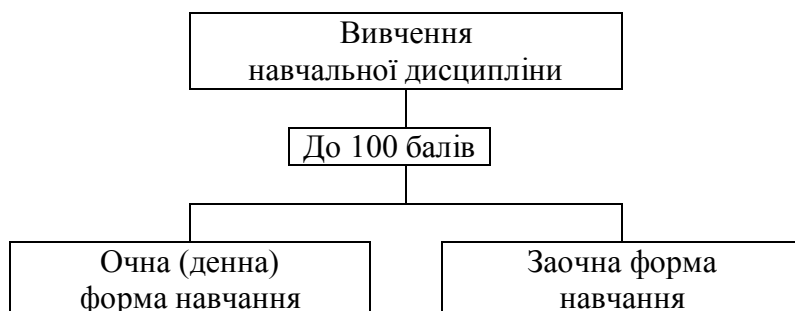 Вивчення
навчальної дисципліни
До 100 балів
Очна (денна)
форма навчання
Заочна форма
навчання